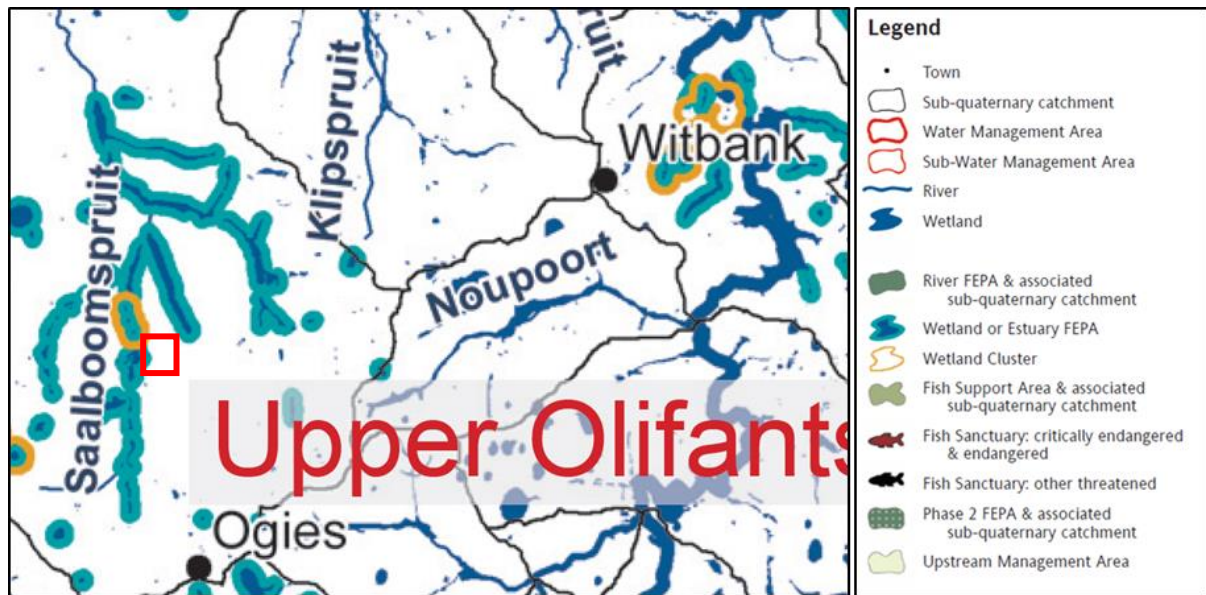 Klipspruit
ruit
Witbank
Saalboomspruit
Noupoort
Upper Olifants
Ogies
Legend
Town
Sub-quaternary catchment
Water Management Area
Sub-Water Management Area
River
Wetland
River FEPA & associated
sub-quaternary catchment
Wetland or Estuary FEPA
Wetland Cluster
Fish Support Area & associated
sub-quaternary catchment
Fish Sanctuary: critically endangered
& endangered
Fish Sanctuary: other threatened
Phase 2 FEPA & associated
sub-quaternary catchment
Upstream Management Area